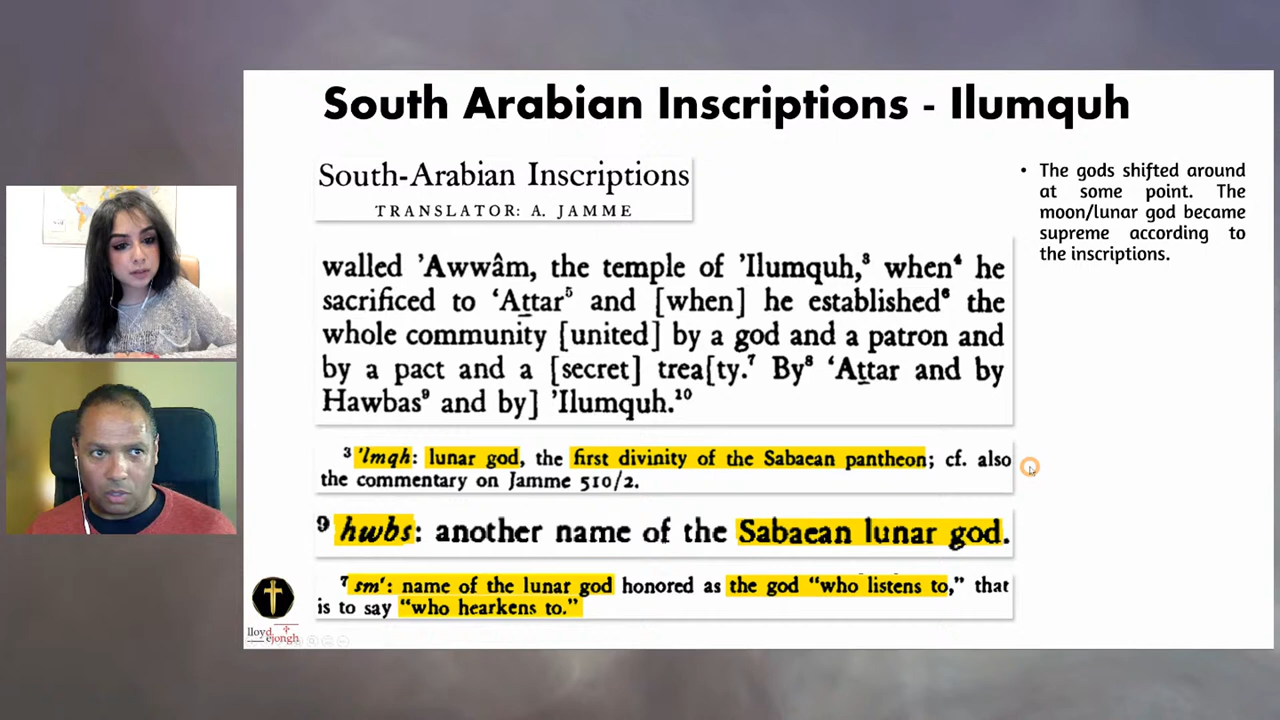 South Arabian Inscriptions - Ilumquh
South-Arabian Inscriptions
TRANSLATOR: A. JAMME
walled ’Awwâm, the temple of ’Ilumquh,³ when⁴ he
sacrificed to ‘Aṯtar⁵ and [when] he established⁶ the
whole community [united] by a god and a patron and
by a pact and a [secret] trea[ty.⁷ By⁸ ‘Aṯtar and by
Hawbas⁹ and by] ’Ilumquh.¹⁰
³ ’lmqh: lunar god, the first divinity of the Sabaean pantheon; cf. also
the commentary on Jamme 510/2.
⁹ hwbs: another name of the Sabaean lunar god.
⁷ sm‘: name of the lunar god honored as the god “who listens to,” that
is to say “who hearkens to.”
• The gods shifted around
at some point. The
moon/lunar god became
supreme according to
the inscriptions.
lloyd
ejongh